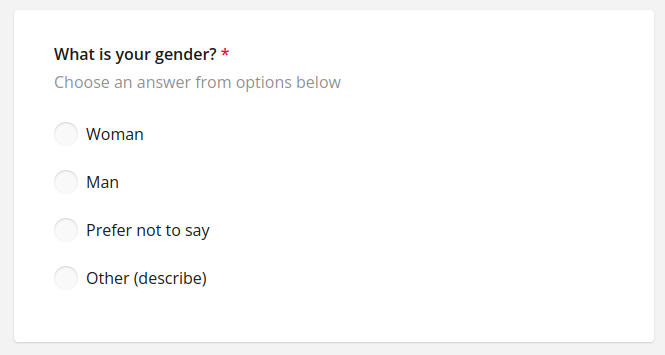 What is your gender? *
Choose an answer from options below
Woman
Man
Prefer not to say
Other (describe)